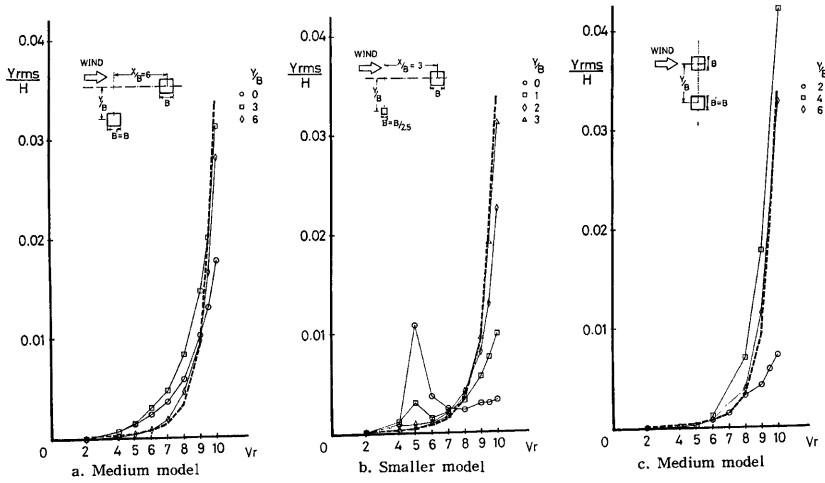 0.04
0.03
0.02
0.01
0
Yrms
H
WIND
X/B=6
Y/B
B
B'=B
Y/B
○ 0
□ 3
◊ 6
2 4 5 6 7 8 9 10 Vr
a. Medium model
0.04
0.03
0.02
0.01
0
Yrms
H
WIND
X/B=3
Y/B
B
B'=B/2.5
Y/B
○ 0
□ 1
◊ 2
△ 3
2 4 5 6 7 8 9 10 Vr
b. Smaller model
0.04
0.03
0.02
0.01
0
Yrms
H
WIND
Y/B
B
B'=B
Y/B
○ 2
□ 4
◊ 6
2 4 5 6 7 8 9 10 Vr
c. Medium model